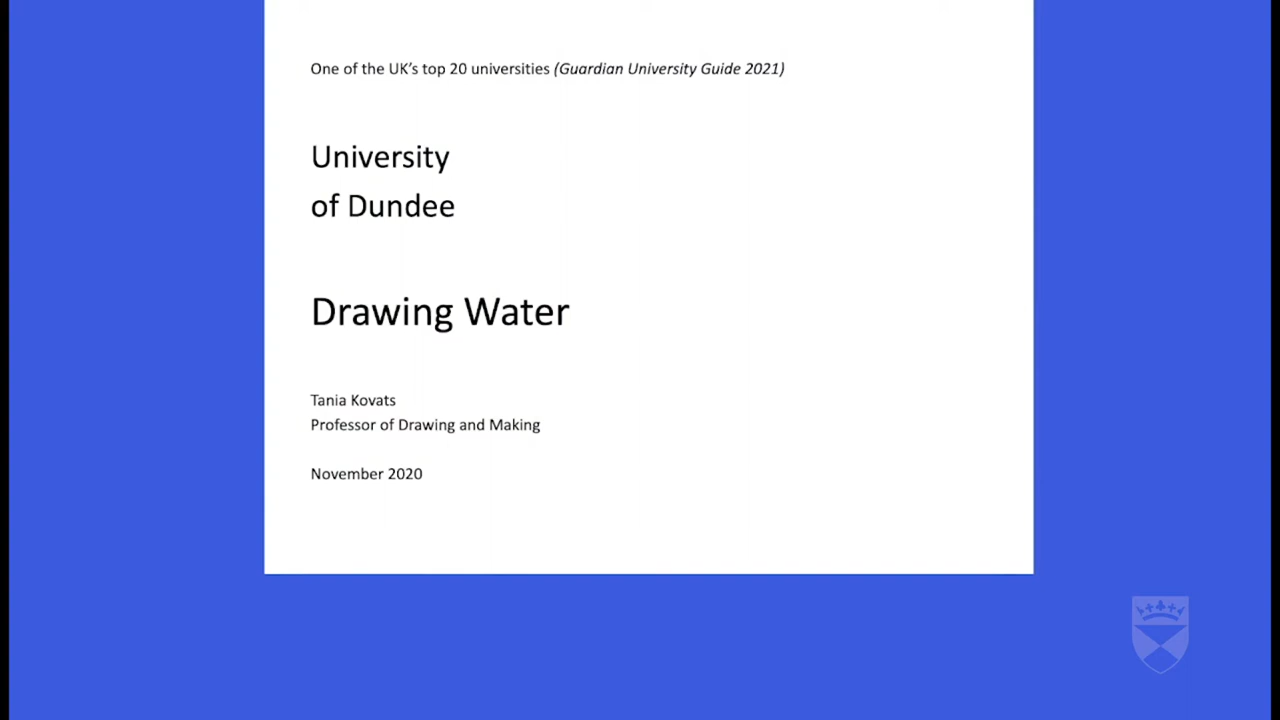 One of the UK's top 20 universities (Guardian University Guide 2021)
University
of Dundee
Drawing Water
Tania Kovats
Professor of Drawing and Making
November 2020